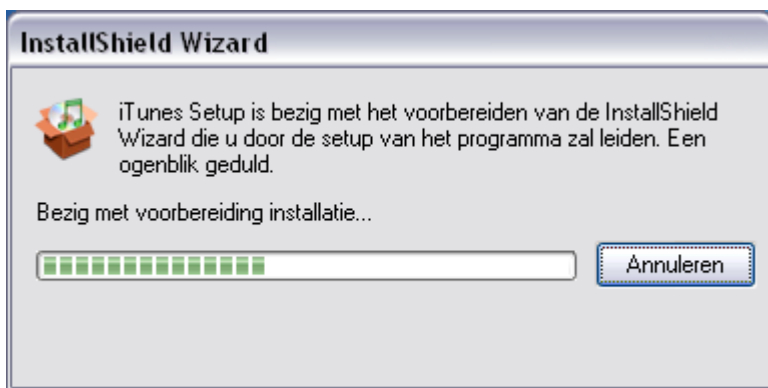 InstallShield Wizard
iTunes Setup is bezig met het voorbereiden van de InstallShield
Wizard die u door de setup van het programma zal leiden. Een
ogenblik geduld.
Bezig met voorbereiding installatie...
Annuleren